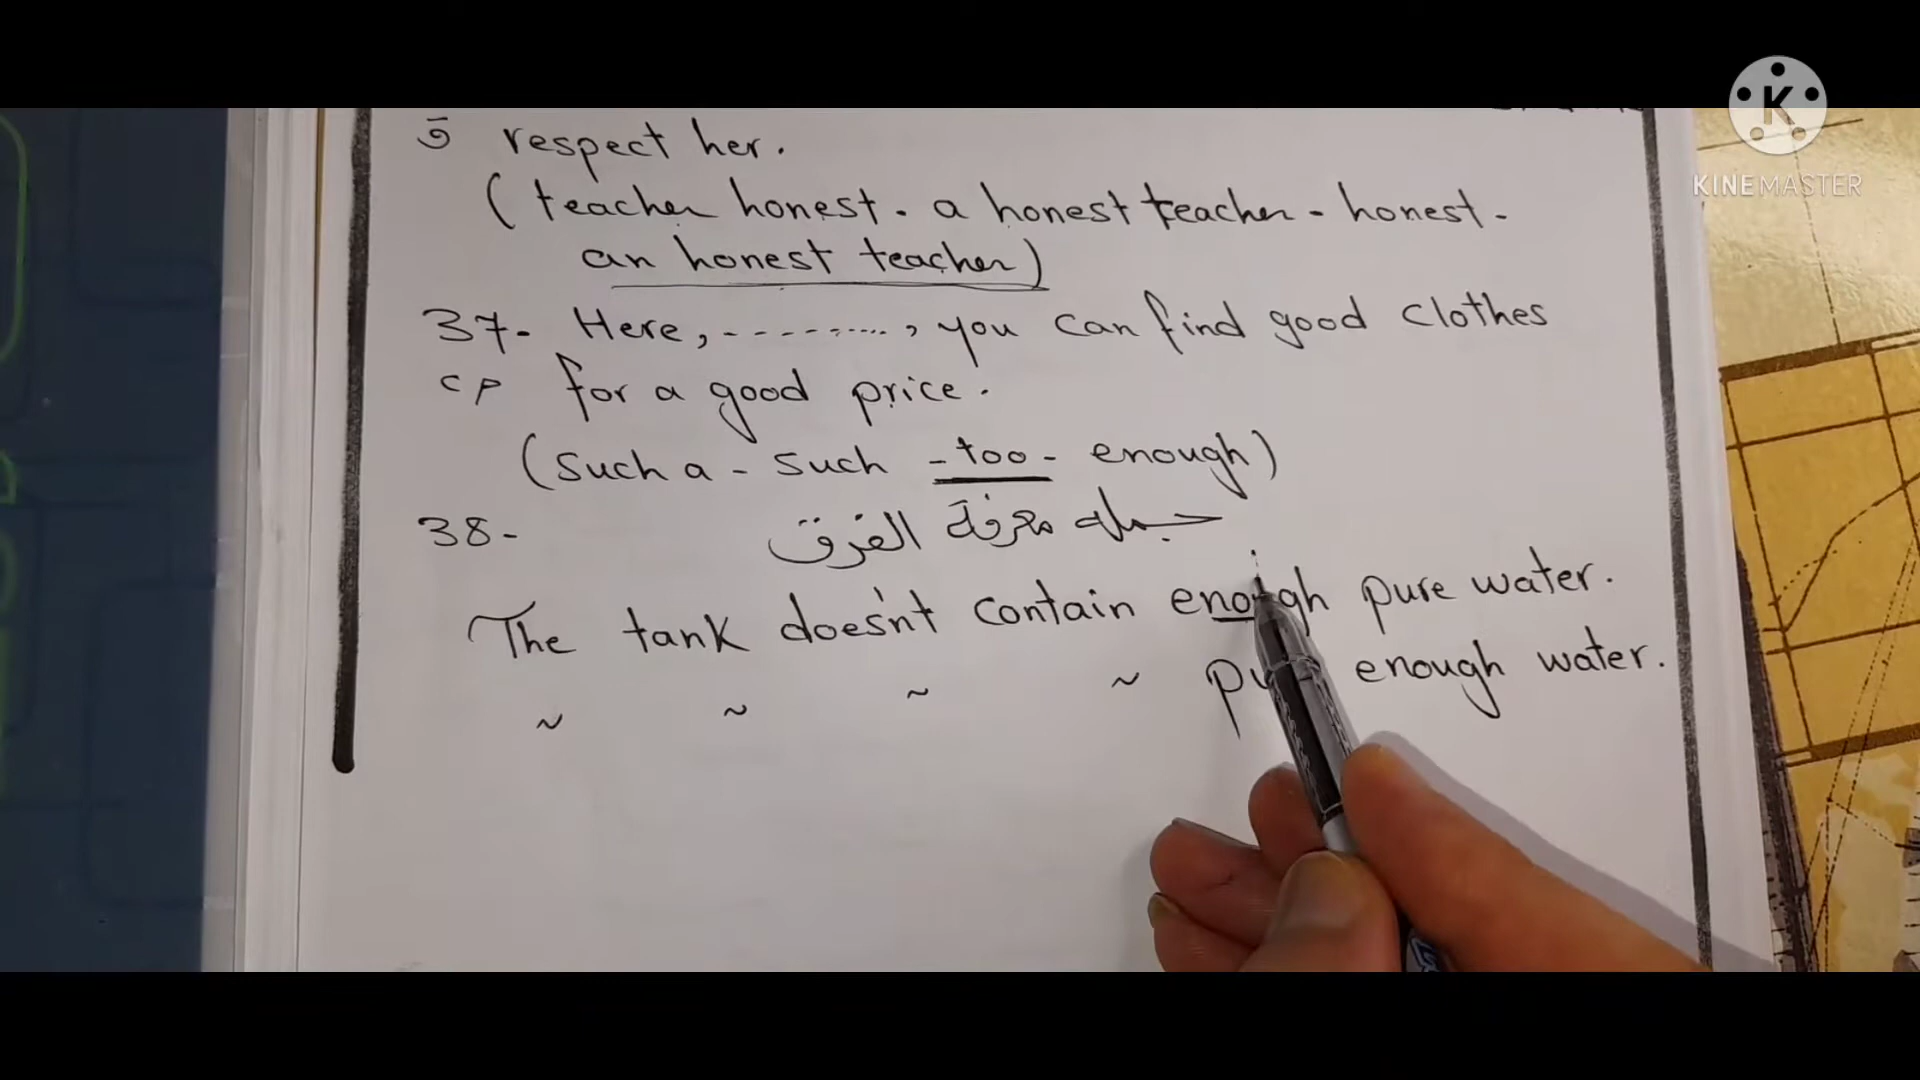 respect her.
(teacher honest. a honest teacher - honest -
an honest teacher)
37- Here, ----------, you can find good clothes
for a good price.
(such a - such - too - enough)
38- جمله معرفة الفرق
The tank doesn't contain enough pure water.
~ ~ ~ ~ enough water.
K
KINEMASTER